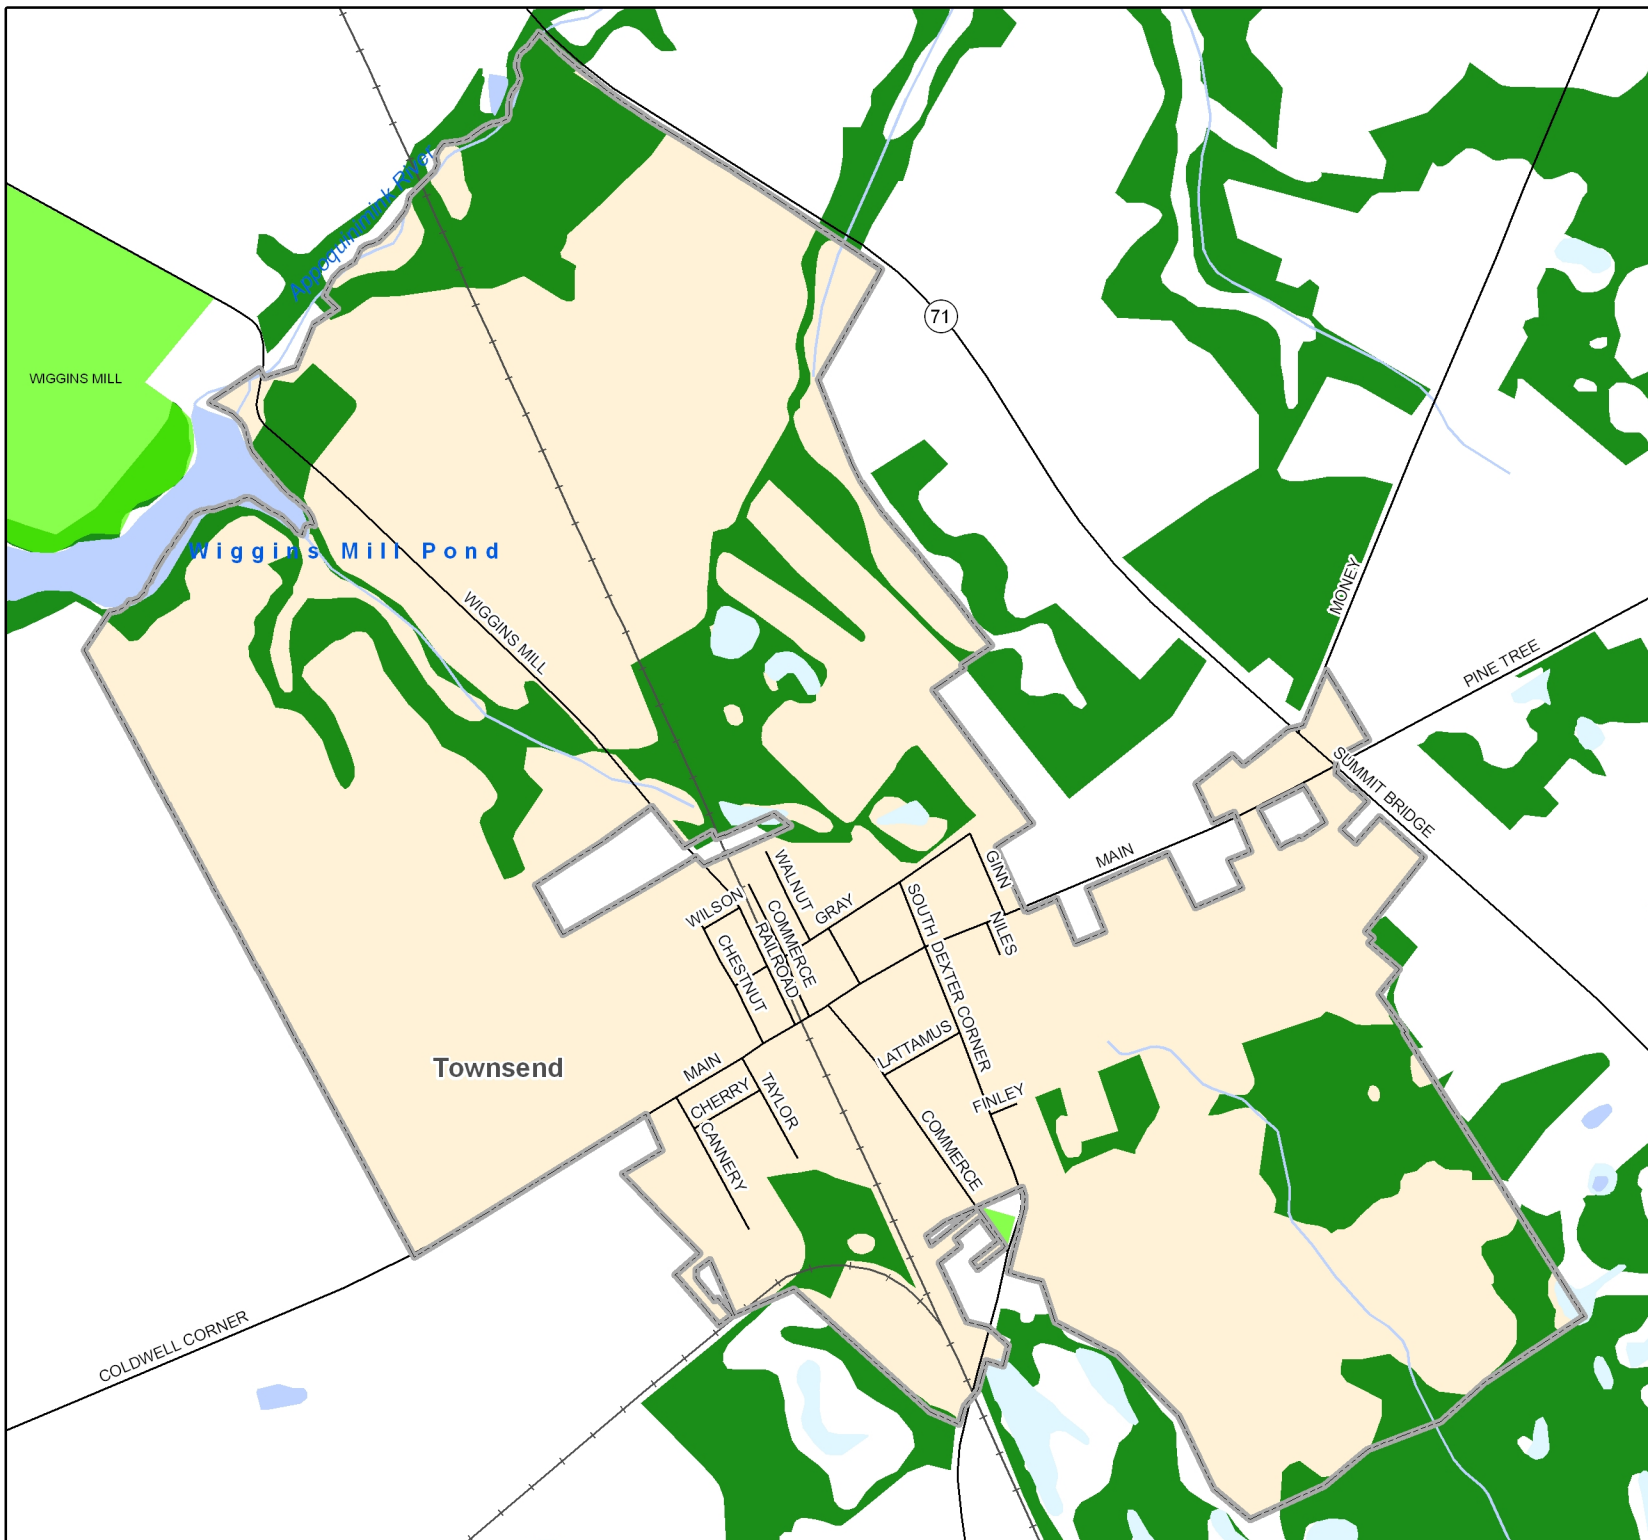 Appoquinimink River
71
WIGGINS MILL
Wiggins Mill Pond
WIGGINS MILL
MONEY
PINE TREE
SUMMIT BRIDGE
MAIN
GINN
WALNUT
GRAY
WILSON
COMMERCE
RAILROAD
SOUTH DEXTER CORNER
NILES
CHESTNUT
LATTAMUS
Townsend
MAIN
CHERRY
TAYLOR
FINLEY
CANNERY
COMMERCE
COLDWELL CORNER